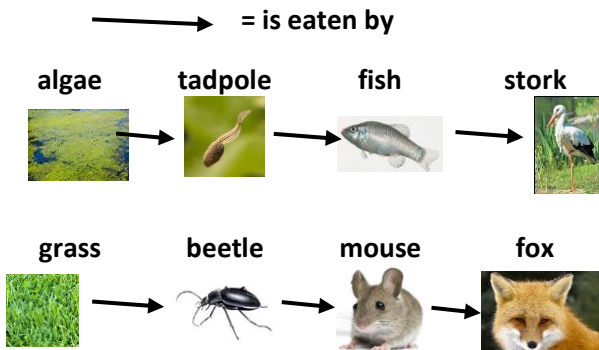 = is eaten by
algae tadpole fish stork
grass beetle mouse fox